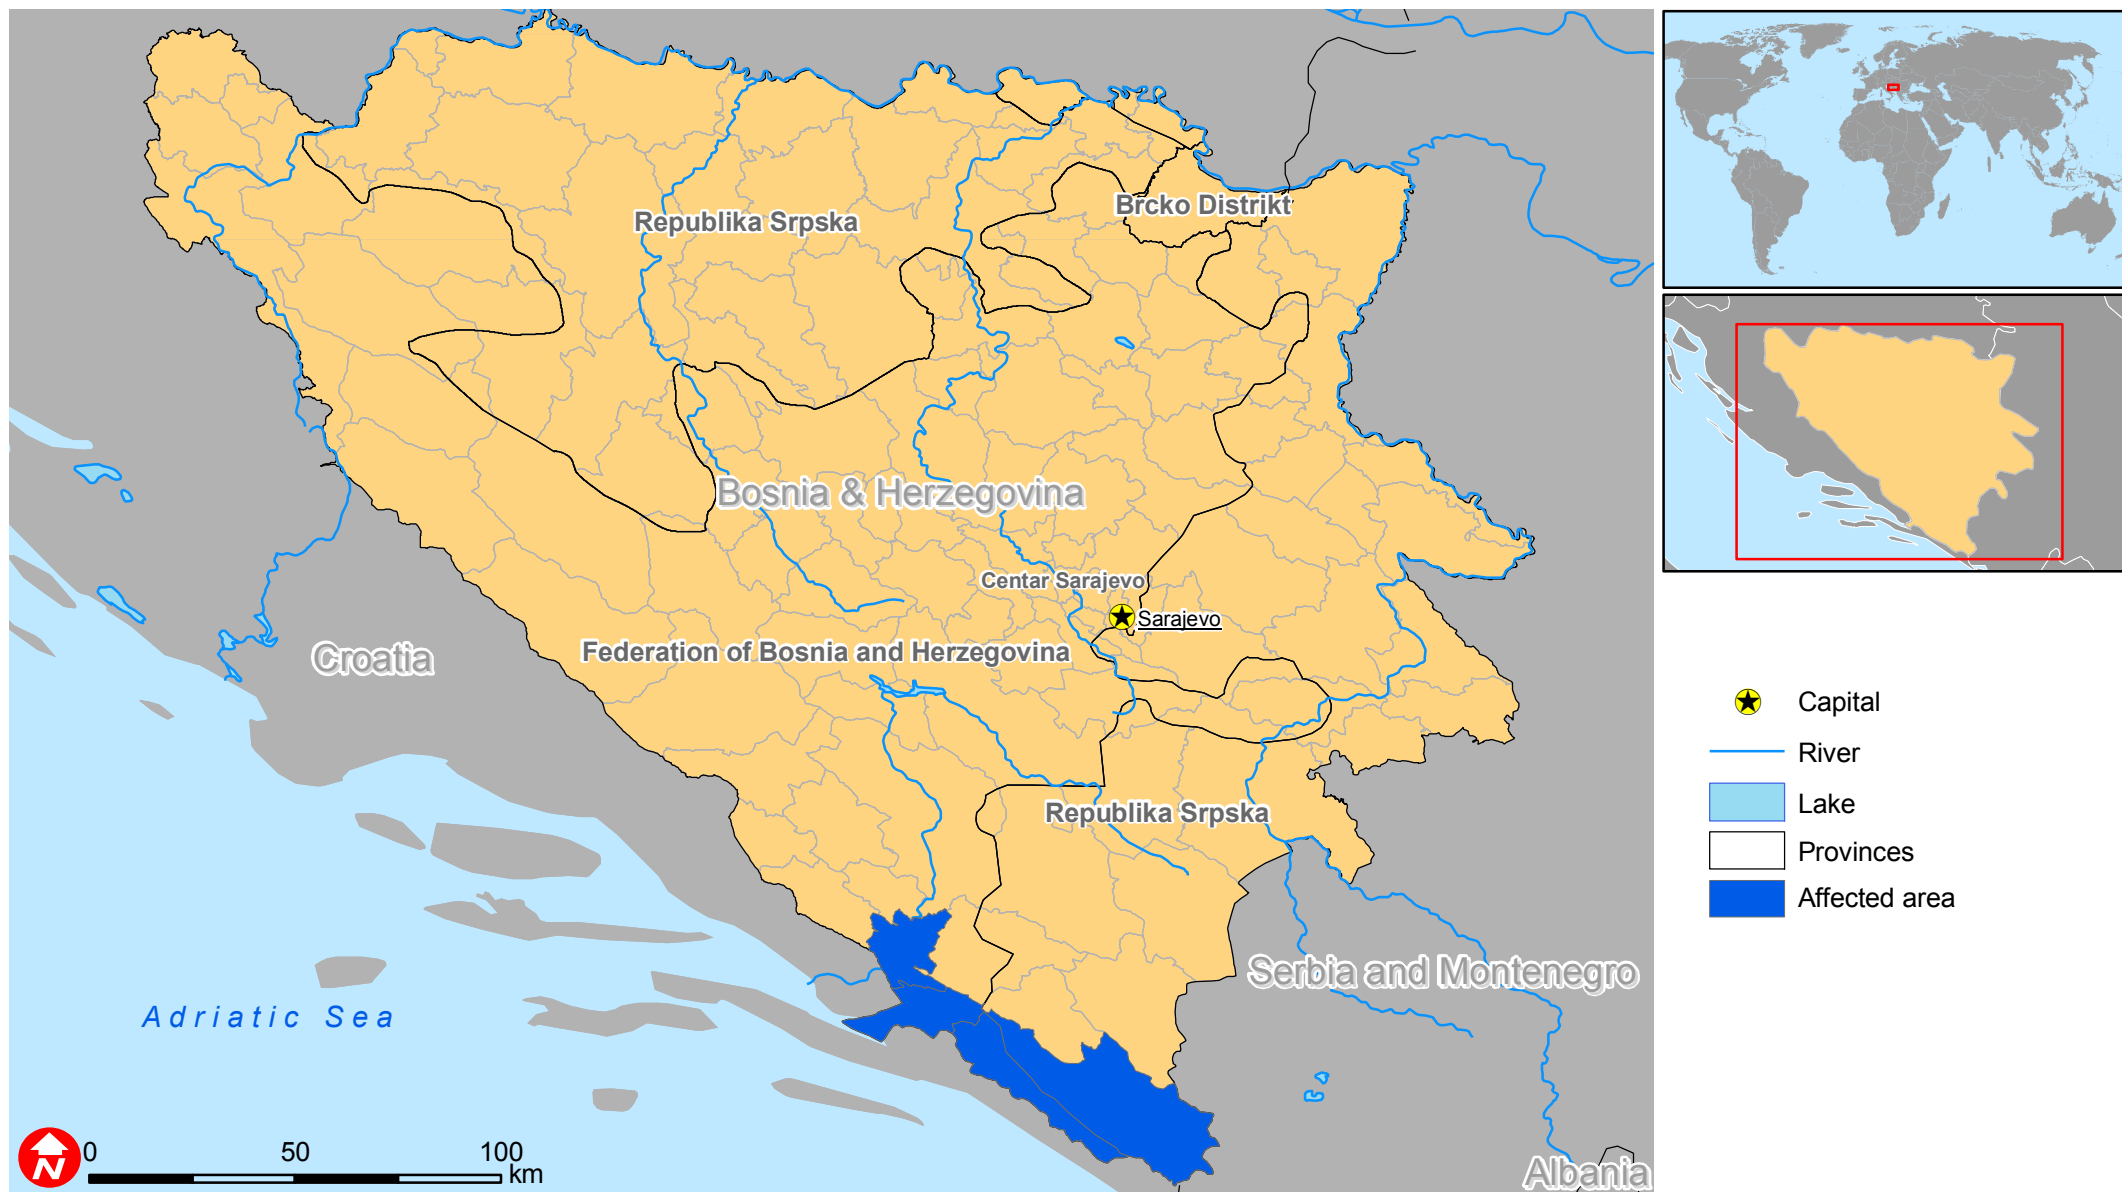 Republika Srpska
Brcko Distrikt
Bosnia & Herzegovina
Centar Sarajevo
Sarajevo
Croatia
Federation of Bosnia and Herzegovina
Republika Srpska
Serbia and Montenegro
Adriatic Sea
Albania
N
0 50 100
km
Capital
River
Lake
Provinces
Affected area